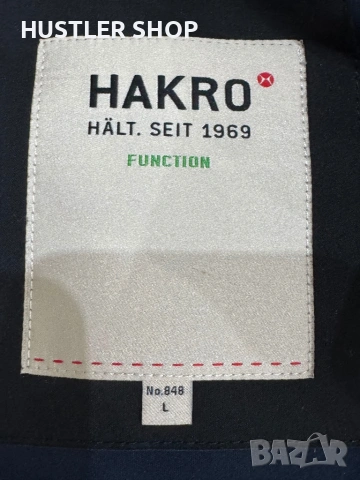 HUSTLER SHOP
HAKRO
HÄLT. SEIT 1969
FUNCTION
No.848
L
BAZAR